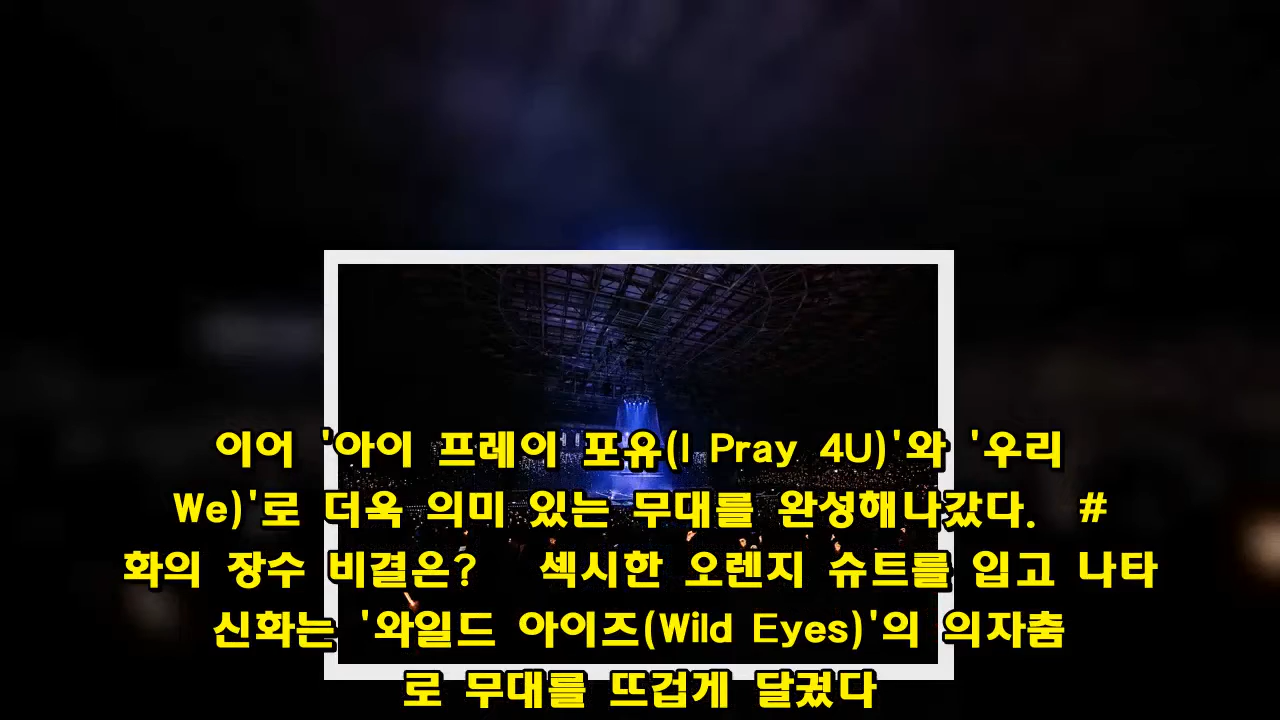 이어 '아이 프레이 포유(I Pray 4U)'와 '우리
We)'로 더욱 의미 있는 무대를 완성해나갔다. #
화의 장수 비결은? 섹시한 오렌지 슈트를 입고 나타
신화는 '와일드 아이즈(Wild Eyes)'의 의자춤
로 무대를 뜨겁게 달궜다